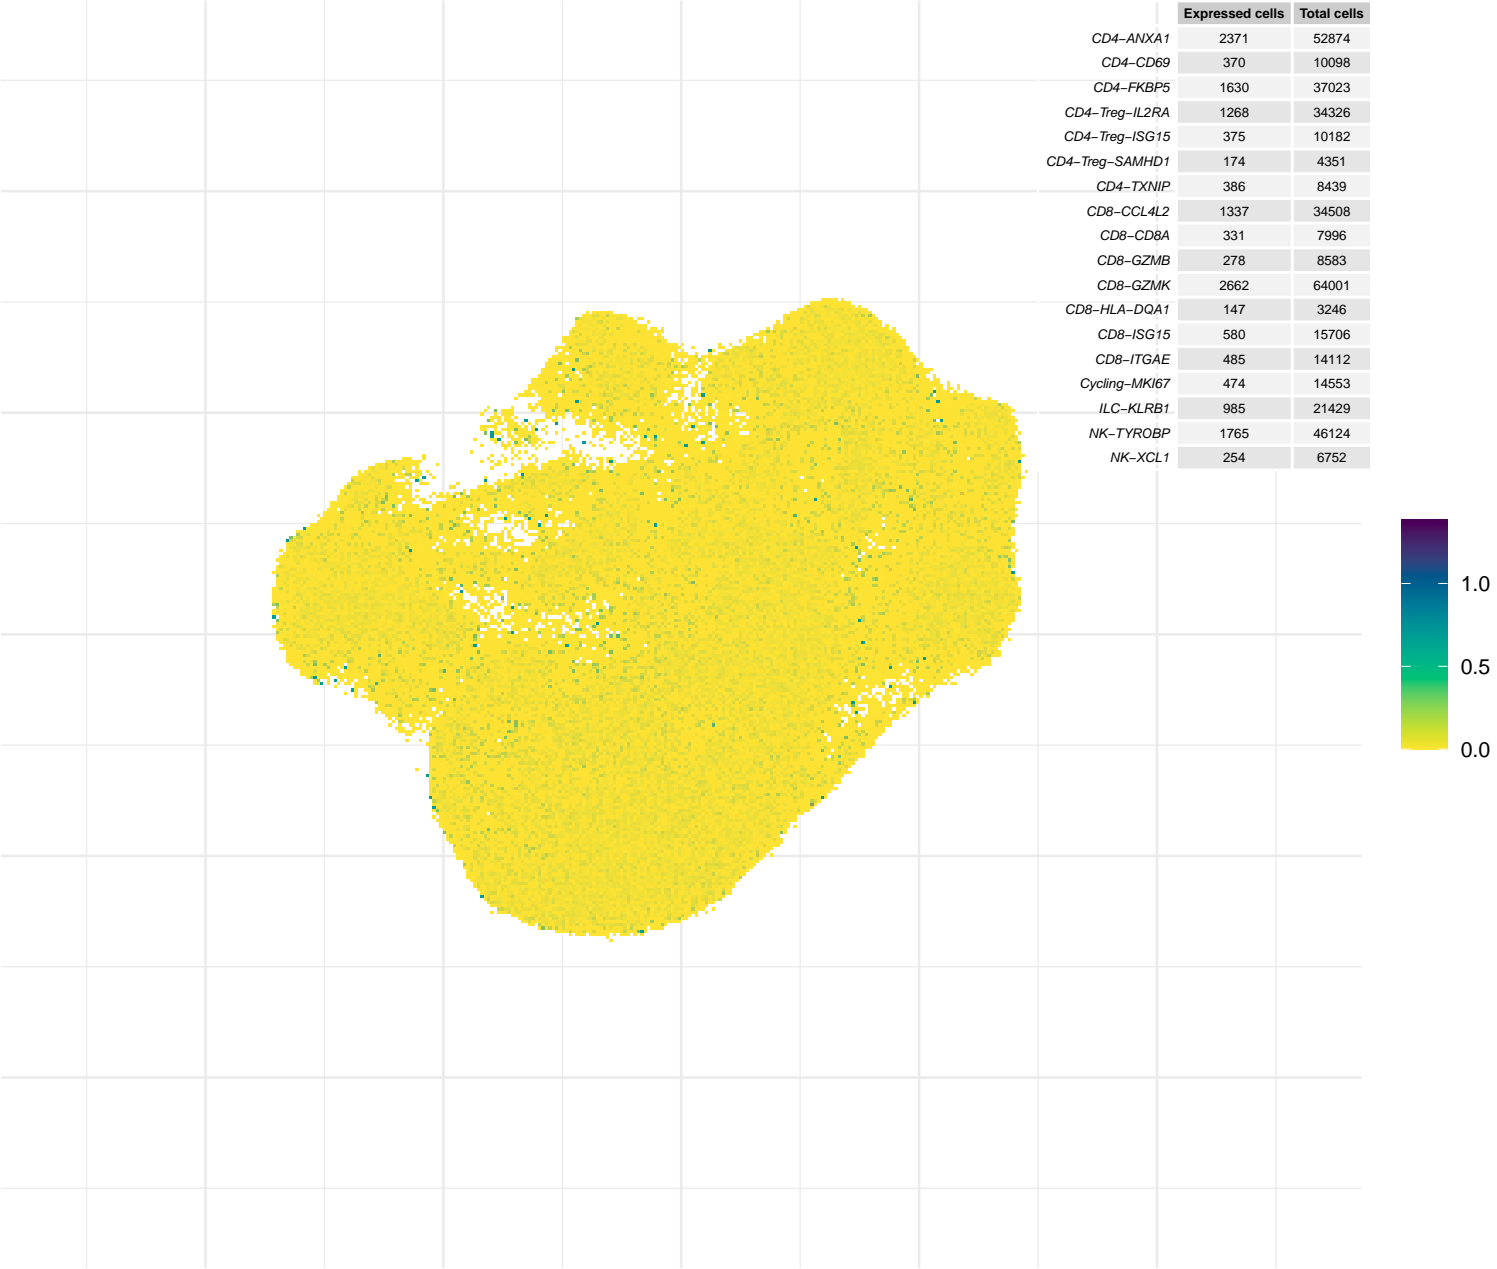 Expressed cells Total cells
CD4−ANXA1 2371 52874
CD4−CD69 370 10098
CD4−FKBP5 1630 37023
CD4−Treg−IL2RA 1268 34326
CD4−Treg−ISG15 375 10182
CD4−Treg−SAMHD1 174 4351
CD4−TXNIP 386 8439
CD8−CCL4L2 1337 34508
CD8−CD8A 331 7996
CD8−GZMB 278 8583
CD8−GZMK 2662 64001
CD8−HLA−DQA1 147 3246
CD8−ISG15 580 15706
CD8−ITGAE 485 14112
Cycling−MKI67 474 14553
ILC−KLRB1 985 21429
NK−TYROBP 1765 46124
NK−XCL1 254 6752
1.0
0.5
0.0